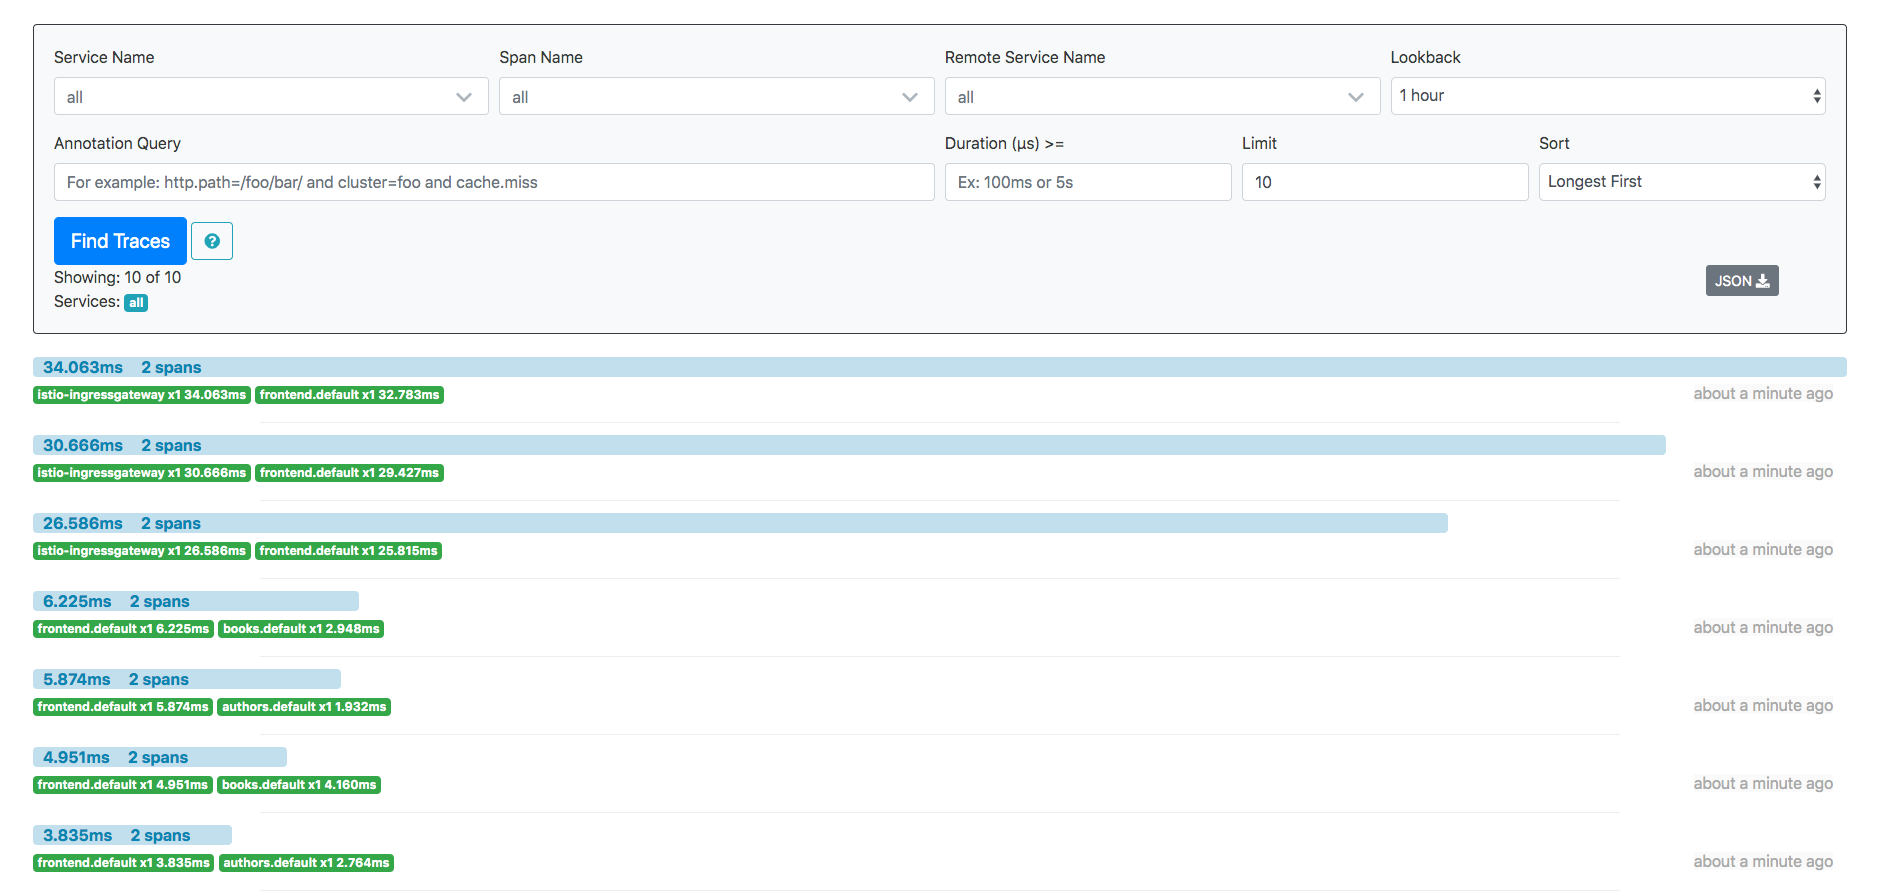 Service Name Span Name Remote Service Name Lookback
all all all 1 hour
Annotation Query Duration (μs) >= Limit Sort
For example: http.path=/foo/bar/ and cluster=foo and cache.miss Ex: 100ms or 5s 10 Longest First
Find Traces
Showing: 10 of 10
Services: all
JSON
34.063ms 2 spans
istio-ingressgateway x1 34.063ms frontend.default x1 32.783ms about a minute ago
30.666ms 2 spans
istio-ingressgateway x1 30.666ms frontend.default x1 29.427ms about a minute ago
26.586ms 2 spans
istio-ingressgateway x1 26.586ms frontend.default x1 25.815ms about a minute ago
6.225ms 2 spans
frontend.default x1 6.225ms books.default x1 2.948ms about a minute ago
5.874ms 2 spans
frontend.default x1 5.874ms authors.default x1 1.932ms about a minute ago
4.951ms 2 spans
frontend.default x1 4.951ms books.default x1 4.160ms about a minute ago
3.835ms 2 spans
frontend.default x1 3.835ms authors.default x1 2.764ms about a minute ago